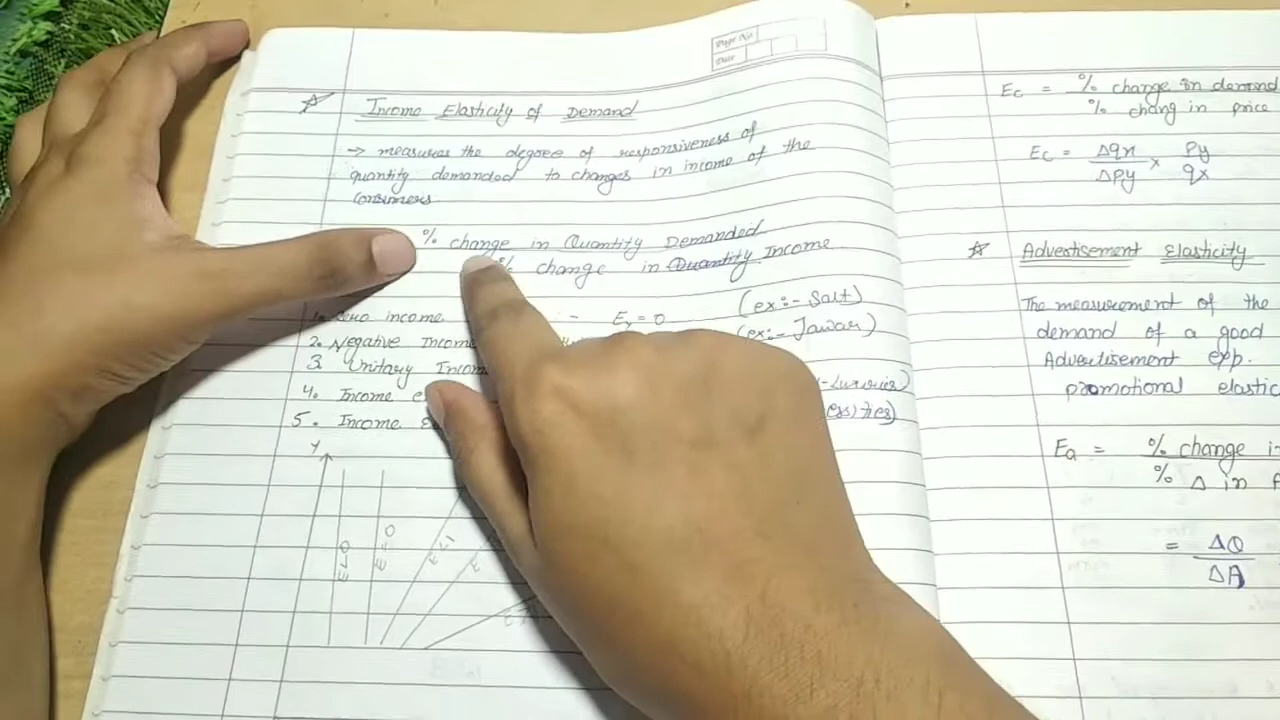 Page No
Date
Income Elasticity of Demand
→ measures the degree of responsiveness of
quantity demanded to changes in income of the
Consumers
% change in Quantity Demanded
% change in Quantity Income
1. Zero income - Ey=0 (ex:- Salt)
2. Negative Income (ex:- Jawar)
3. Unitary Incom
4. Income e -Luxuries)
5. Income ess)ties)
Y
E<0
E=0
E<1
E
Ec = % change in demand
% chang in price
Ec = Δqx × Py
ΔPy qx
Advertisement Elasticity
The measurement of the
demand of a good
Advertisement exp.
promotional elastic
Ea = % change i
% Δ in
= ΔQ
ΔA